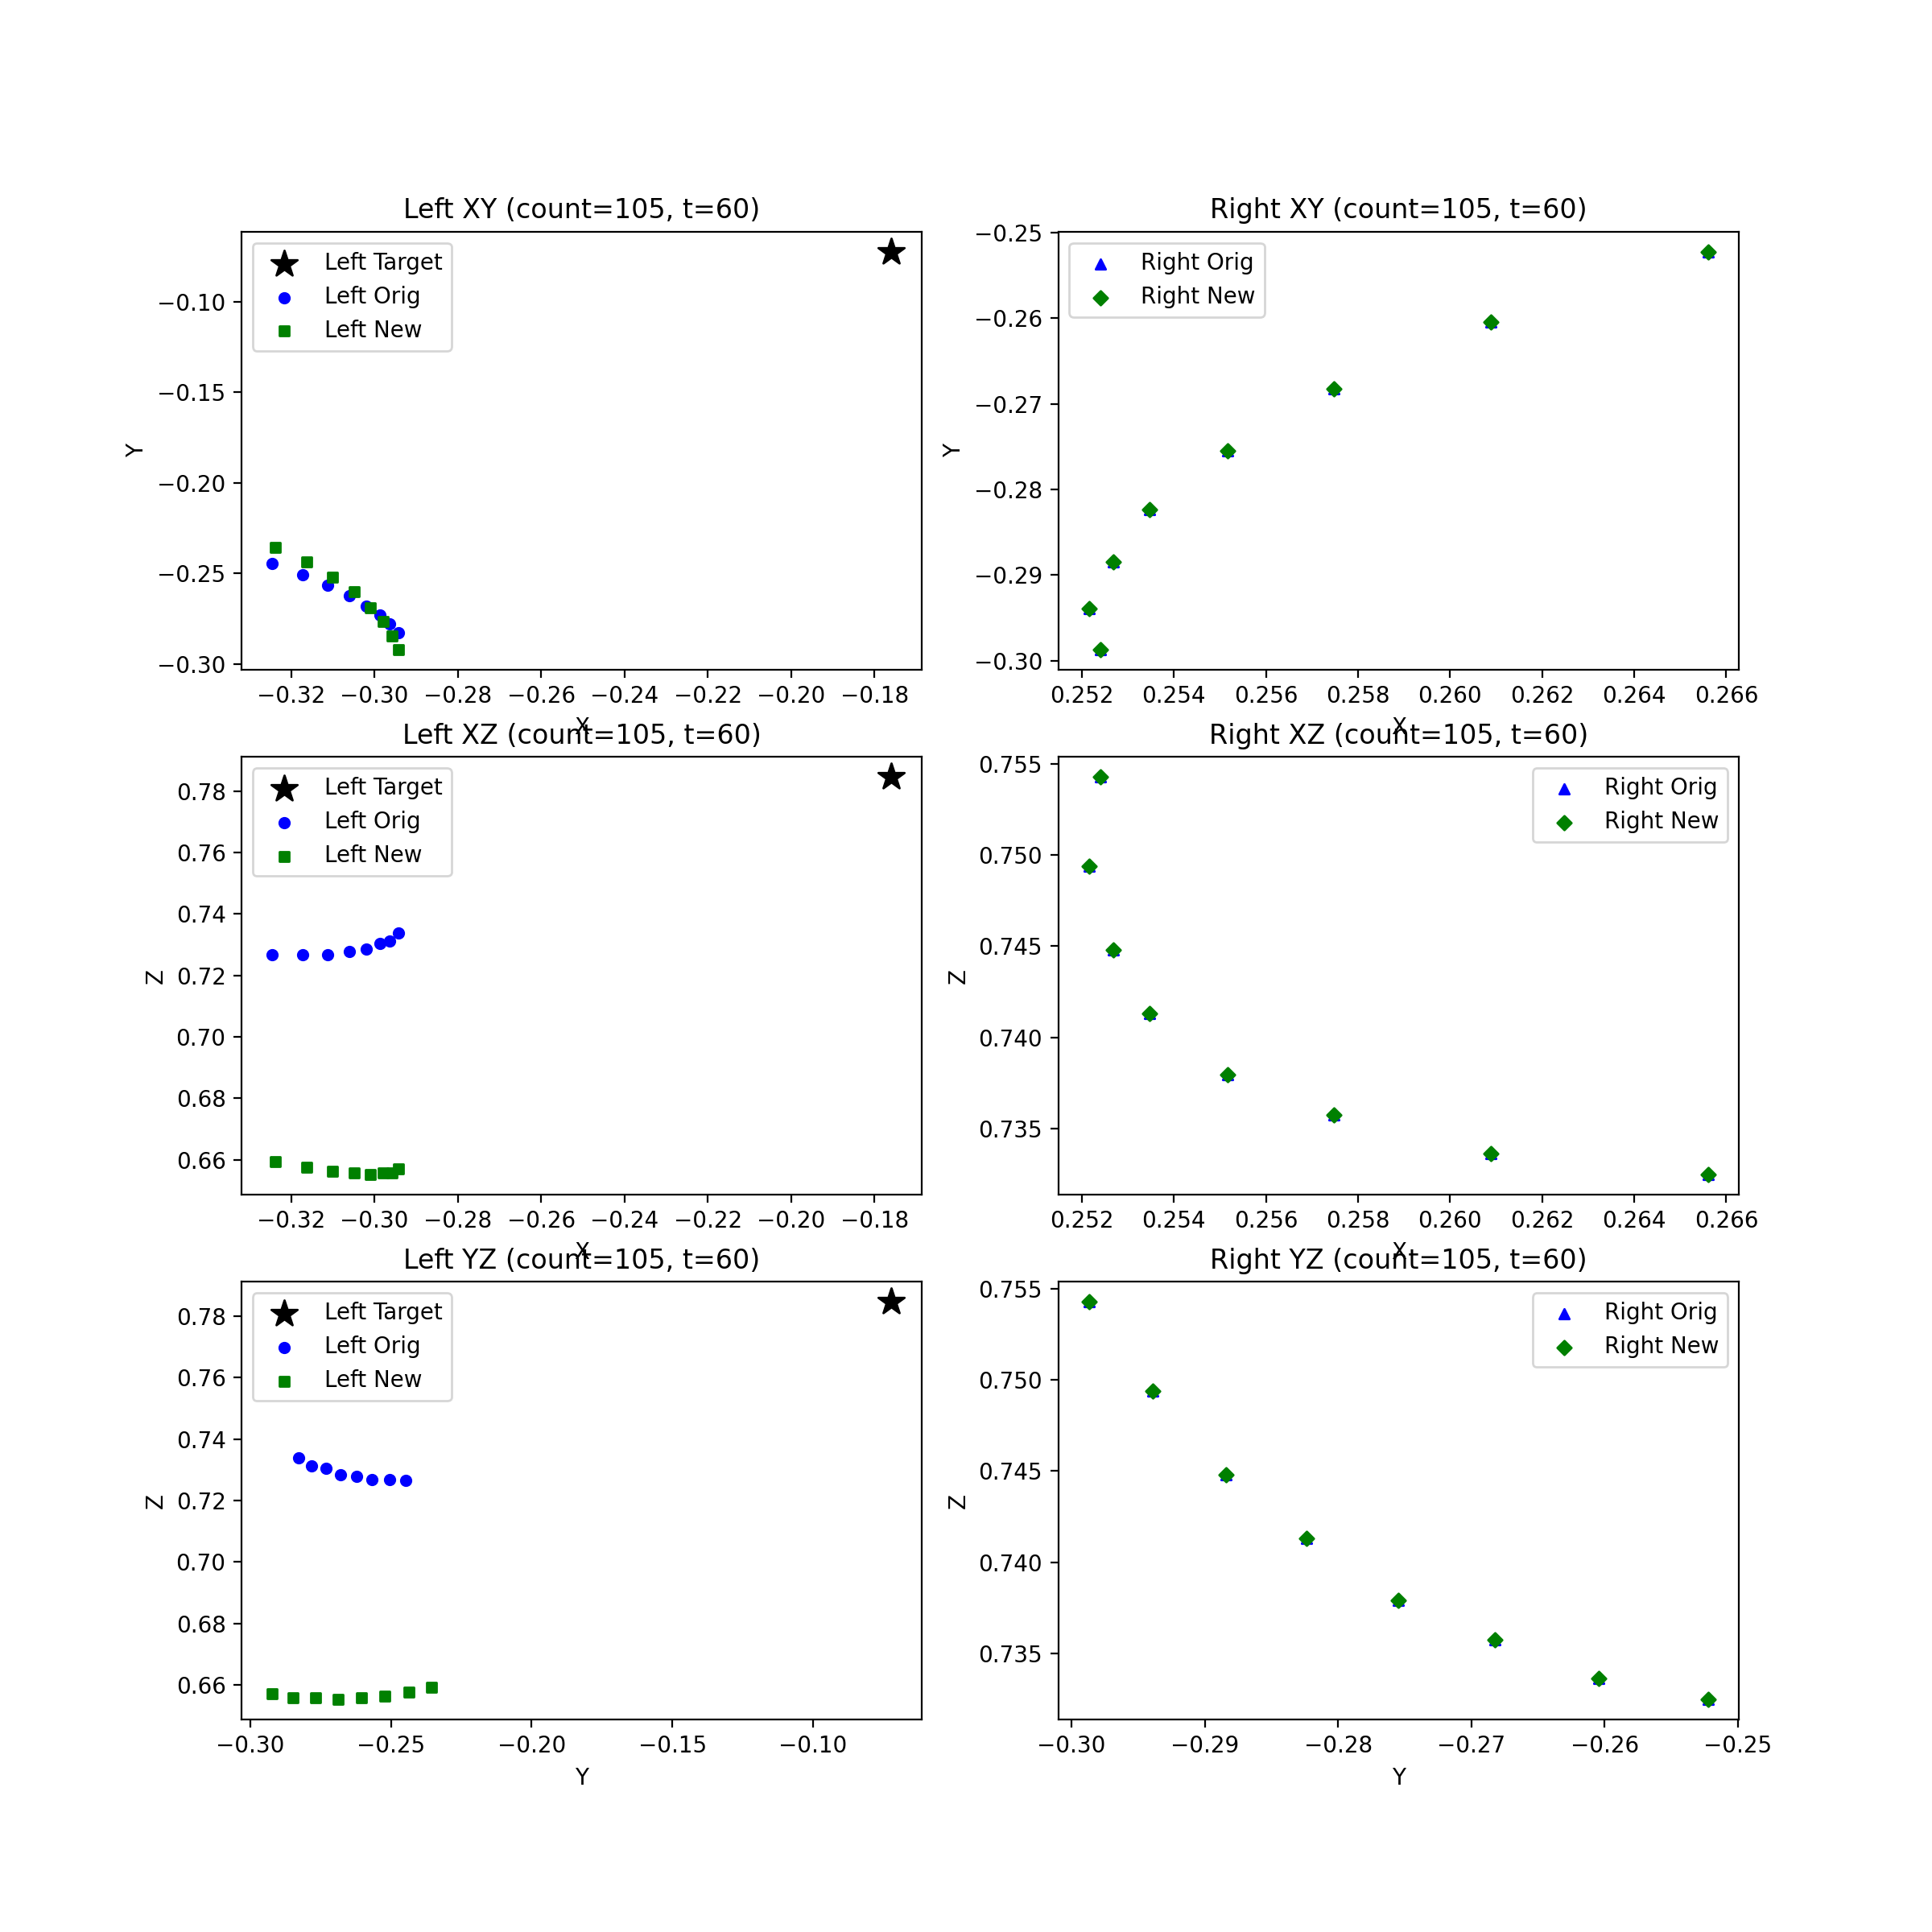 Left XY (count=105, t=60)
Left Target
Left Orig
Left New
Y
−0.10
−0.15
−0.20
−0.25
−0.30
−0.32
−0.30
−0.28
−0.26
−0.24
−0.22
−0.20
−0.18
X
Right XY (count=105, t=60)
Right Orig
Right New
Y
−0.25
−0.26
−0.27
−0.28
−0.29
−0.30
0.252
0.254
0.256
0.258
0.260
0.262
0.264
0.266
X
Left XZ (count=105, t=60)
Left Target
Left Orig
Left New
Z
0.78
0.76
0.74
0.72
0.70
0.68
0.66
−0.32
−0.30
−0.28
−0.26
−0.24
−0.22
−0.20
−0.18
X
Right XZ (count=105, t=60)
Right Orig
Right New
Z
0.755
0.750
0.745
0.740
0.735
0.252
0.254
0.256
0.258
0.260
0.262
0.264
0.266
X
Left YZ (count=105, t=60)
Left Target
Left Orig
Left New
Z
0.78
0.76
0.74
0.72
0.70
0.68
0.66
−0.30
−0.25
−0.20
−0.15
−0.10
Y
Right YZ (count=105, t=60)
Right Orig
Right New
Z
0.755
0.750
0.745
0.740
0.735
−0.30
−0.29
−0.28
−0.27
−0.26
−0.25
Y